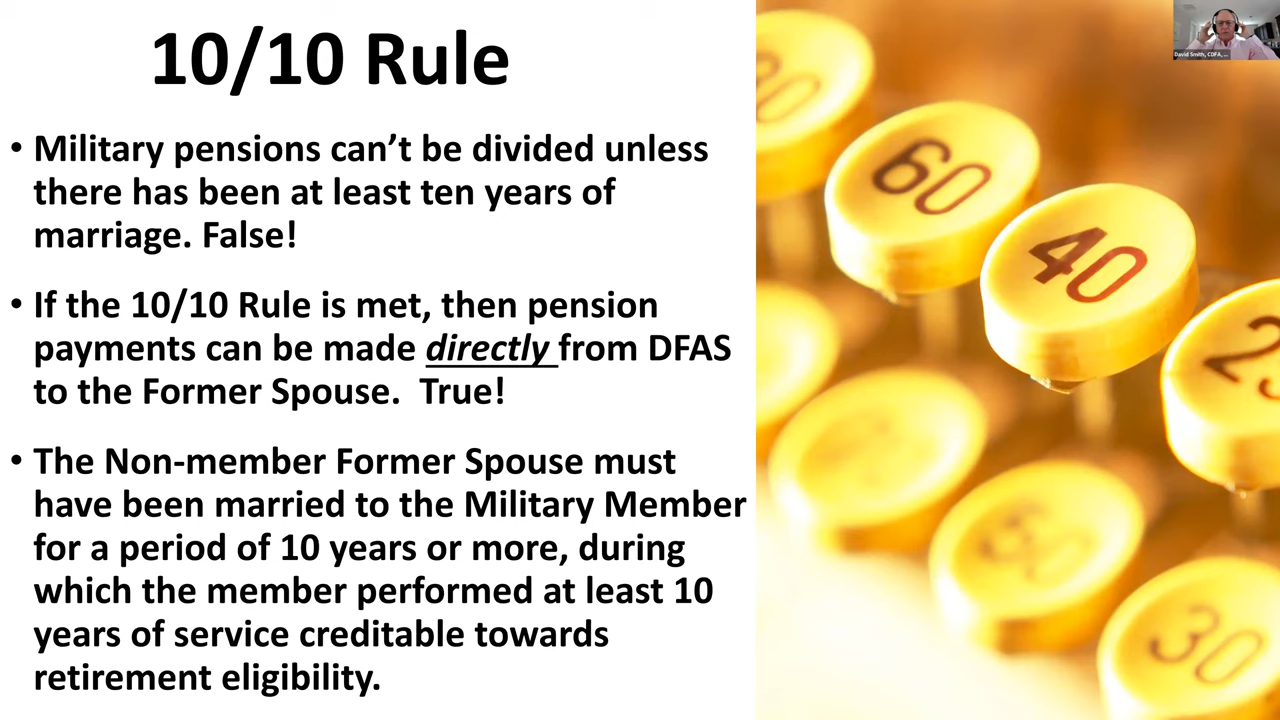 10/10 Rule
• Military pensions can’t be divided unless
there has been at least ten years of
marriage. False!
• If the 10/10 Rule is met, then pension
payments can be made directly from DFAS
to the Former Spouse.  True!
• The Non-member Former Spouse must
have been married to the Military Member
for a period of 10 years or more, during
which the member performed at least 10
years of service creditable towards
retirement eligibility.
David Smith, CDFA, ...
60
40
30